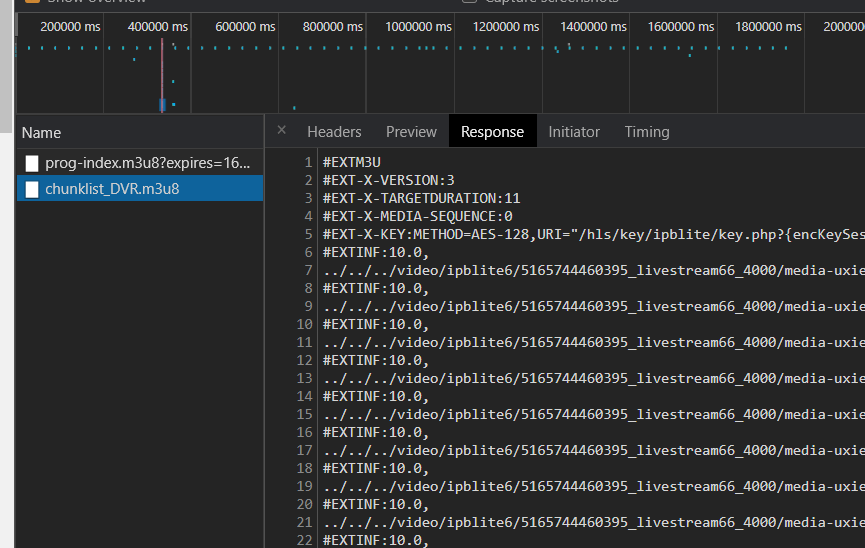 Show overview
Capture screenshots
200000 ms 400000 ms 600000 ms 800000 ms 1000000 ms 1200000 ms 1400000 ms 1600000 ms 1800000 ms 200000
Name
× Headers Preview Response Initiator Timing
prog-index.m3u8?expires=16...
chunklist_DVR.m3u8
1 #EXTM3U
2 #EXT-X-VERSION:3
3 #EXT-X-TARGETDURATION:11
4 #EXT-X-MEDIA-SEQUENCE:0
5 #EXT-X-KEY:METHOD=AES-128,URI="/hls/key/ipblite/key.php?{encKeySes
6 #EXTINF:10.0,
7 ../../../video/ipblite6/5165744460395_livestream66_4000/media-uxie
8 #EXTINF:10.0,
9 ../../../video/ipblite6/5165744460395_livestream66_4000/media-uxie
10 #EXTINF:10.0,
11 ../../../video/ipblite6/5165744460395_livestream66_4000/media-uxie
12 #EXTINF:10.0,
13 ../../../video/ipblite6/5165744460395_livestream66_4000/media-uxie
14 #EXTINF:10.0,
15 ../../../video/ipblite6/5165744460395_livestream66_4000/media-uxie
16 #EXTINF:10.0,
17 ../../../video/ipblite6/5165744460395_livestream66_4000/media-uxie
18 #EXTINF:10.0,
19 ../../../video/ipblite6/5165744460395_livestream66_4000/media-uxie
20 #EXTINF:10.0,
21 ../../../video/ipblite6/5165744460395_livestream66_4000/media-uxie
22 #EXTINF:10.0,